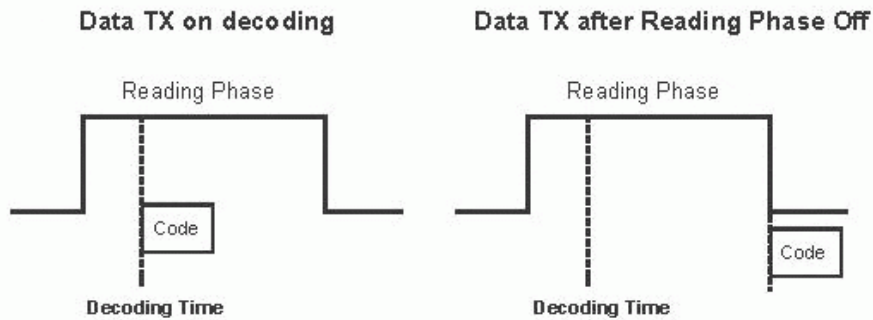 Data TX on decoding
Reading Phase
Code
Decoding Time
Data TX after Reading Phase Off
Reading Phase
Code
Decoding Time